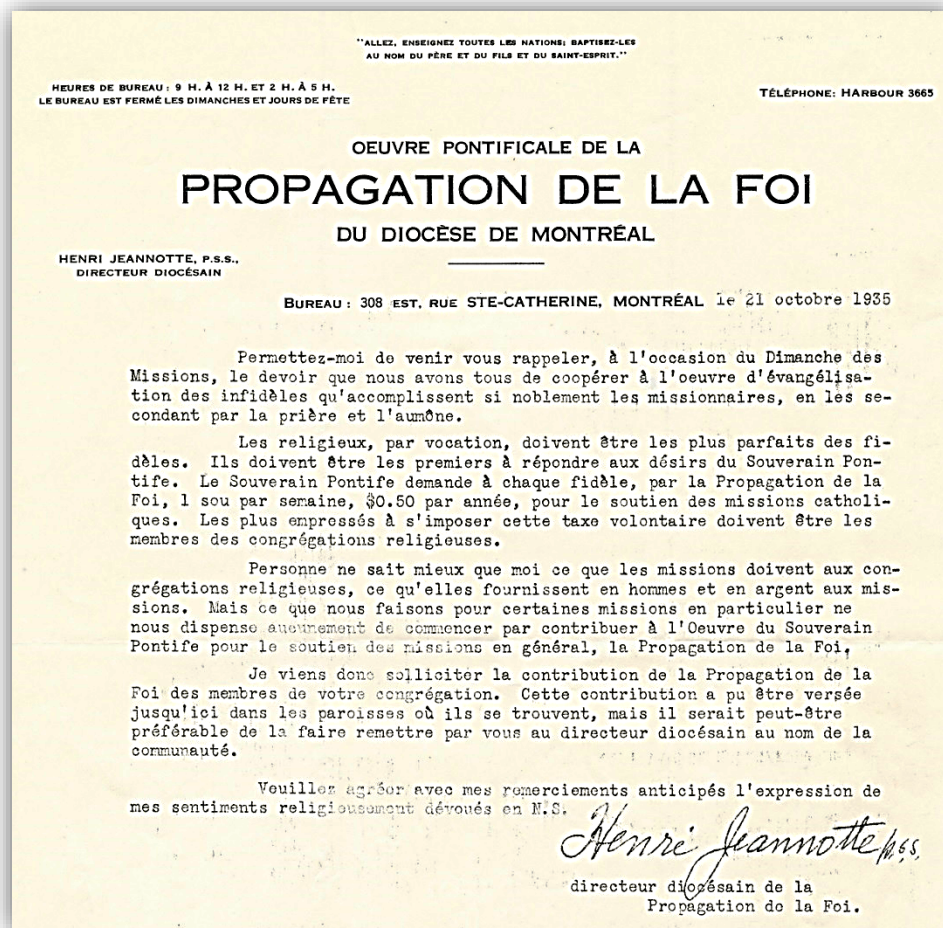 "ALLEZ, ENSEIGNEZ TOUTES LES NATIONS; BAPTISEZ-LES
AU NOM DU PÈRE ET DU FILS ET DU SAINT-ESPRIT."
HEURES DE BUREAU : 9 H. À 12 H. ET 2 H. À 5 H.
LE BUREAU EST FERMÉ LES DIMANCHES ET JOURS DE FÊTE
TÉLÉPHONE: HARBOUR 3665
OEUVRE PONTIFICALE DE LA
PROPAGATION DE LA FOI
DU DIOCÈSE DE MONTRÉAL
HENRI JEANNOTTE, P.S.S.,
DIRECTEUR DIOCÉSAIN
BUREAU : 308 EST, RUE STE-CATHERINE, MONTRÉAL le 21 octobre 1935
Permettez-moi de venir vous rappeler, à l'occasion du Dimanche des
Missions, le devoir que nous avons tous de coopérer à l'oeuvre d'évangélisa-
tion des infidèles qu'accomplissent si noblement les missionnaires, en les se-
condant par la prière et l'aumône.
Les religieux, par vocation, doivent être les plus parfaits des fi-
dèles. Ils doivent être les premiers à répondre aux désirs du Souverain Pon-
tife. Le Souverain Pontife demande à chaque fidèle, par la Propagation de la
Foi, 1 sou par semaine, $0.50 par année, pour le soutien des missions catholi-
ques. Les plus empressés à s'imposer cette taxe volontaire doivent être les
membres des congrégations religieuses.
Personne ne sait mieux que moi ce que les missions doivent aux con-
grégations religieuses, ce qu'elles fournissent en hommes et en argent aux mis-
sions. Mais ce que nous faisons pour certaines missions en particulier ne
nous dispense aucunement de commencer par contribuer à l'Oeuvre du Souverain
Pontife pour le soutien des missions en général, la Propagation de la Foi.
Je viens donc solliciter la contribution de la Propagation de la
Foi des membres de votre congrégation. Cette contribution a pu être versée
jusqu'ici dans les paroisses où ils se trouvent, mais il serait peut-être
préférable de la faire remettre par vous au directeur diocésain au nom de la
communauté.
Veuillez agréer avec mes remerciements anticipés l'expression de
mes sentiments religieusement dévoués en N.S.
Henri Jeannotte p.s.s.
directeur diocésain de la
Propagation de la Foi.